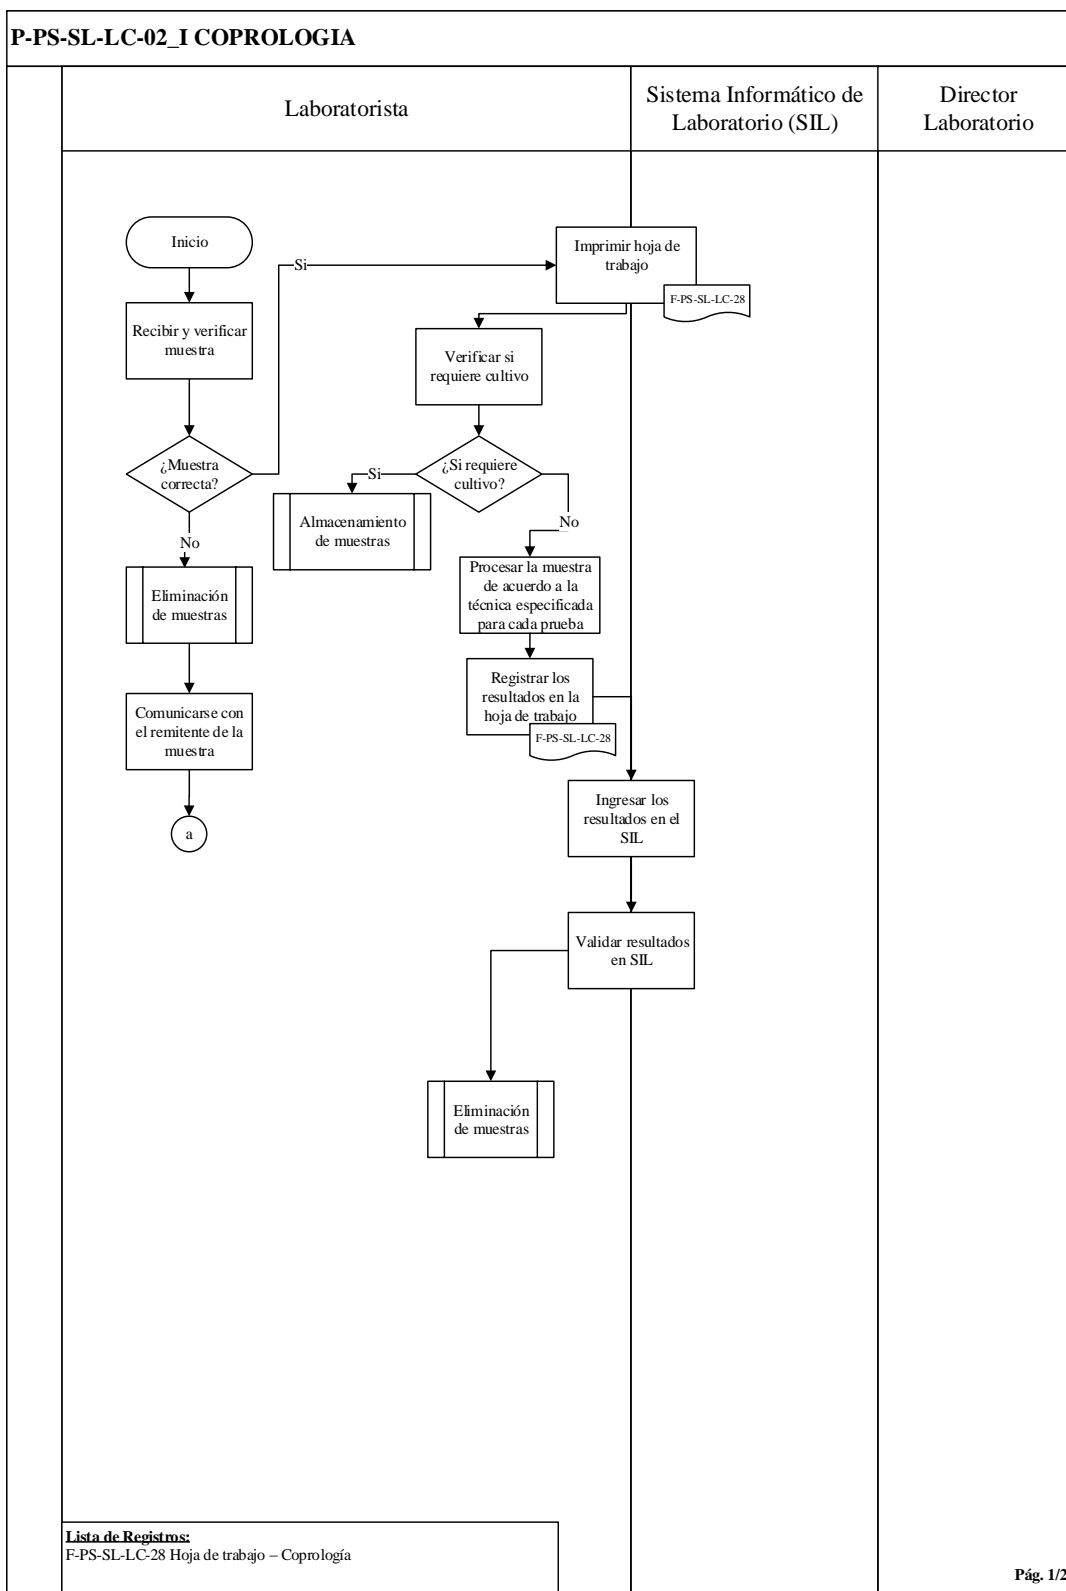 P-PS-SL-LC-02_I COPROLOGIA
Laboratorista
Sistema Informático de
Laboratorio (SIL)
Director
Laboratorio
Inicio
Recibir y verificar
muestra
¿Muestra
correcta?
Si
No
Eliminación
de muestras
Comunicarse con
el remitente de la
muestra
a
Imprimir hoja de
trabajo
F-PS-SL-LC-28
Verificar si
requiere cultivo
¿Si requiere
cultivo?
Si
Almacenamiento
de muestras
No
Procesar la muestra
de acuerdo a la
técnica especificada
para cada prueba
Registrar los
resultados en la
hoja de trabajo
F-PS-SL-LC-28
Ingresar los
resultados en el
SIL
Validar resultados
en SIL
Eliminación
de muestras
Lista de Registros:
F-PS-SL-LC-28 Hoja de trabajo – Coprología
Pág. 1/2